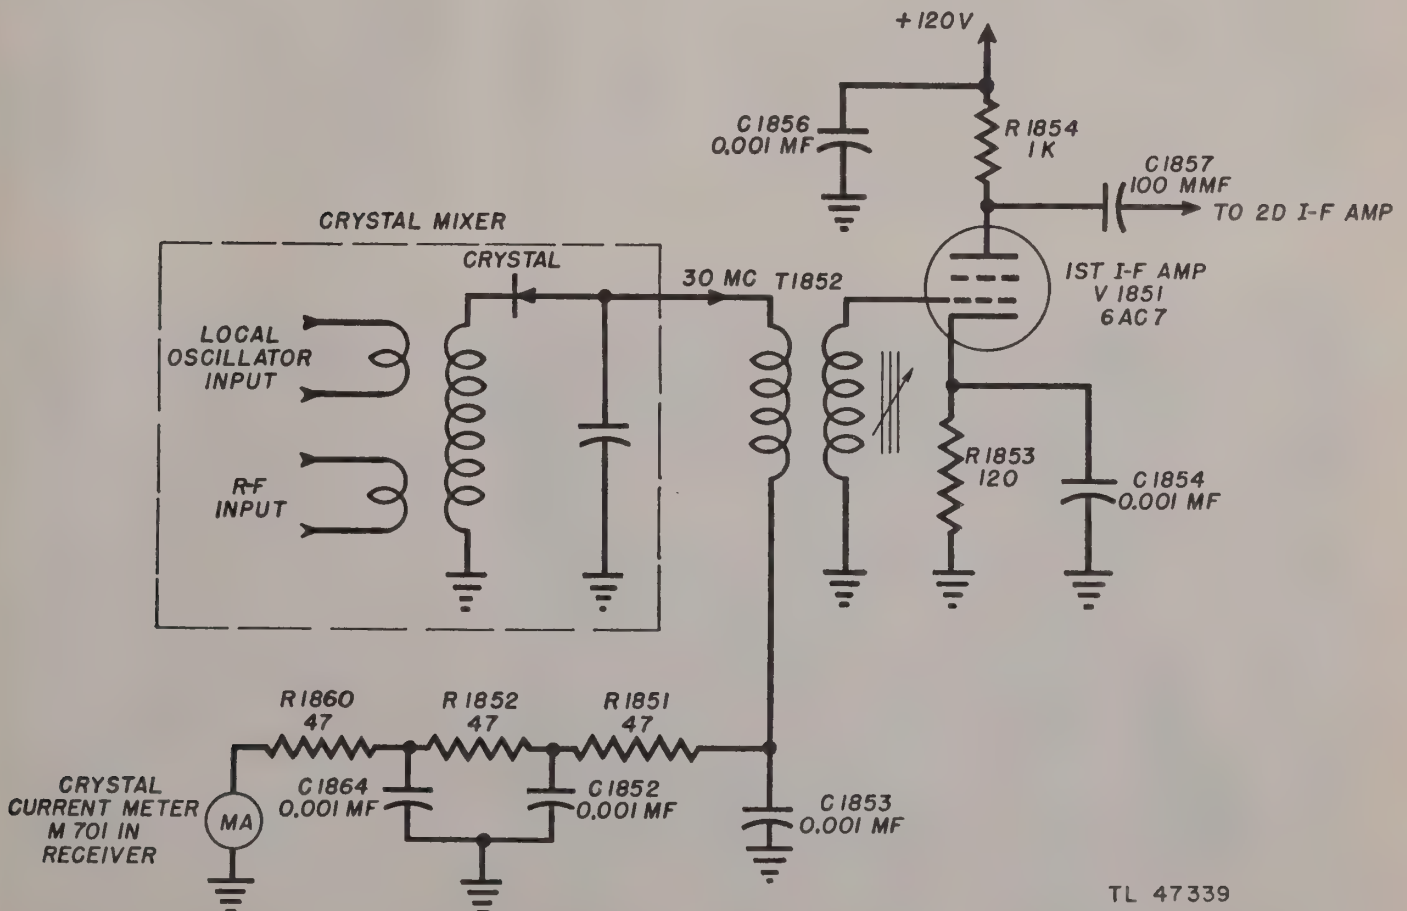 +120V
C1856
0.001 MF
R1854
1K
C1857
100 MMF
TO 2D I-F AMP
CRYSTAL MIXER
CRYSTAL
30 MC T1852
1ST I-F AMP
V 1851
6AC7
LOCAL
OSCILLATOR
INPUT
R-F
INPUT
R1853
120
C1854
0.001 MF
R1860
47
R1852
47
R1851
47
CRYSTAL
CURRENT METER
M 701 IN
RECEIVER
MA
C1864
0.001 MF
C1852
0.001 MF
C1853
0.001 MF
TL 47339